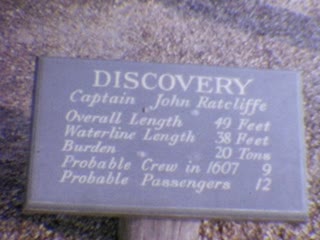 DISCOVERY
Captain John Ratcliffe
Overall Length 49 Feet
Waterline Length 38 Feet
Burden 20 Tons
Probable Crew in 1607 9
Probable Passengers 12